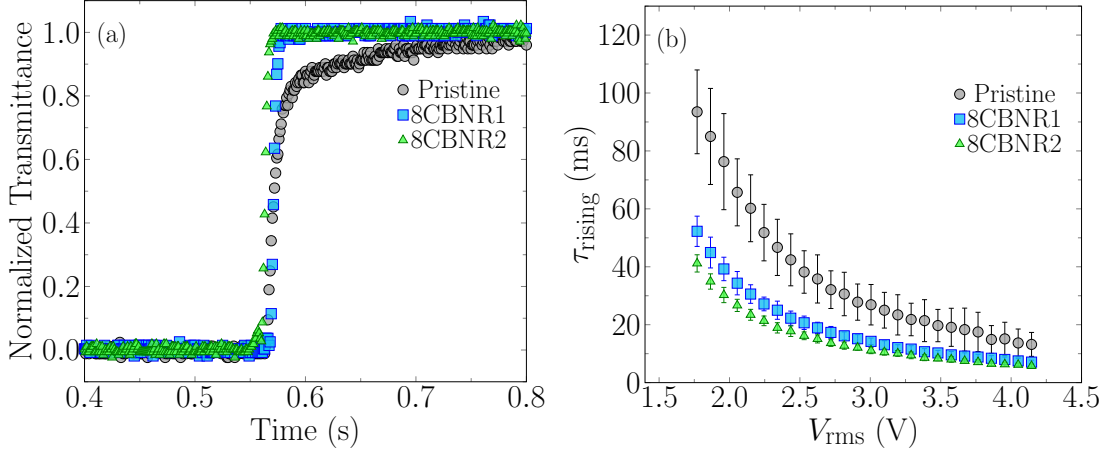 (a)
Pristine
8CBNR1
8CBNR2
Normalized Transmittance
1.0
0.8
0.6
0.4
0.2
0.0
0.4 0.5 0.6 0.7 0.8
Time (s)
(b)
Pristine
8CBNR1
8CBNR2
τrising (ms)
120
100
80
60
40
20
0
1.5 2.0 2.5 3.0 3.5 4.0 4.5
Vrms (V)